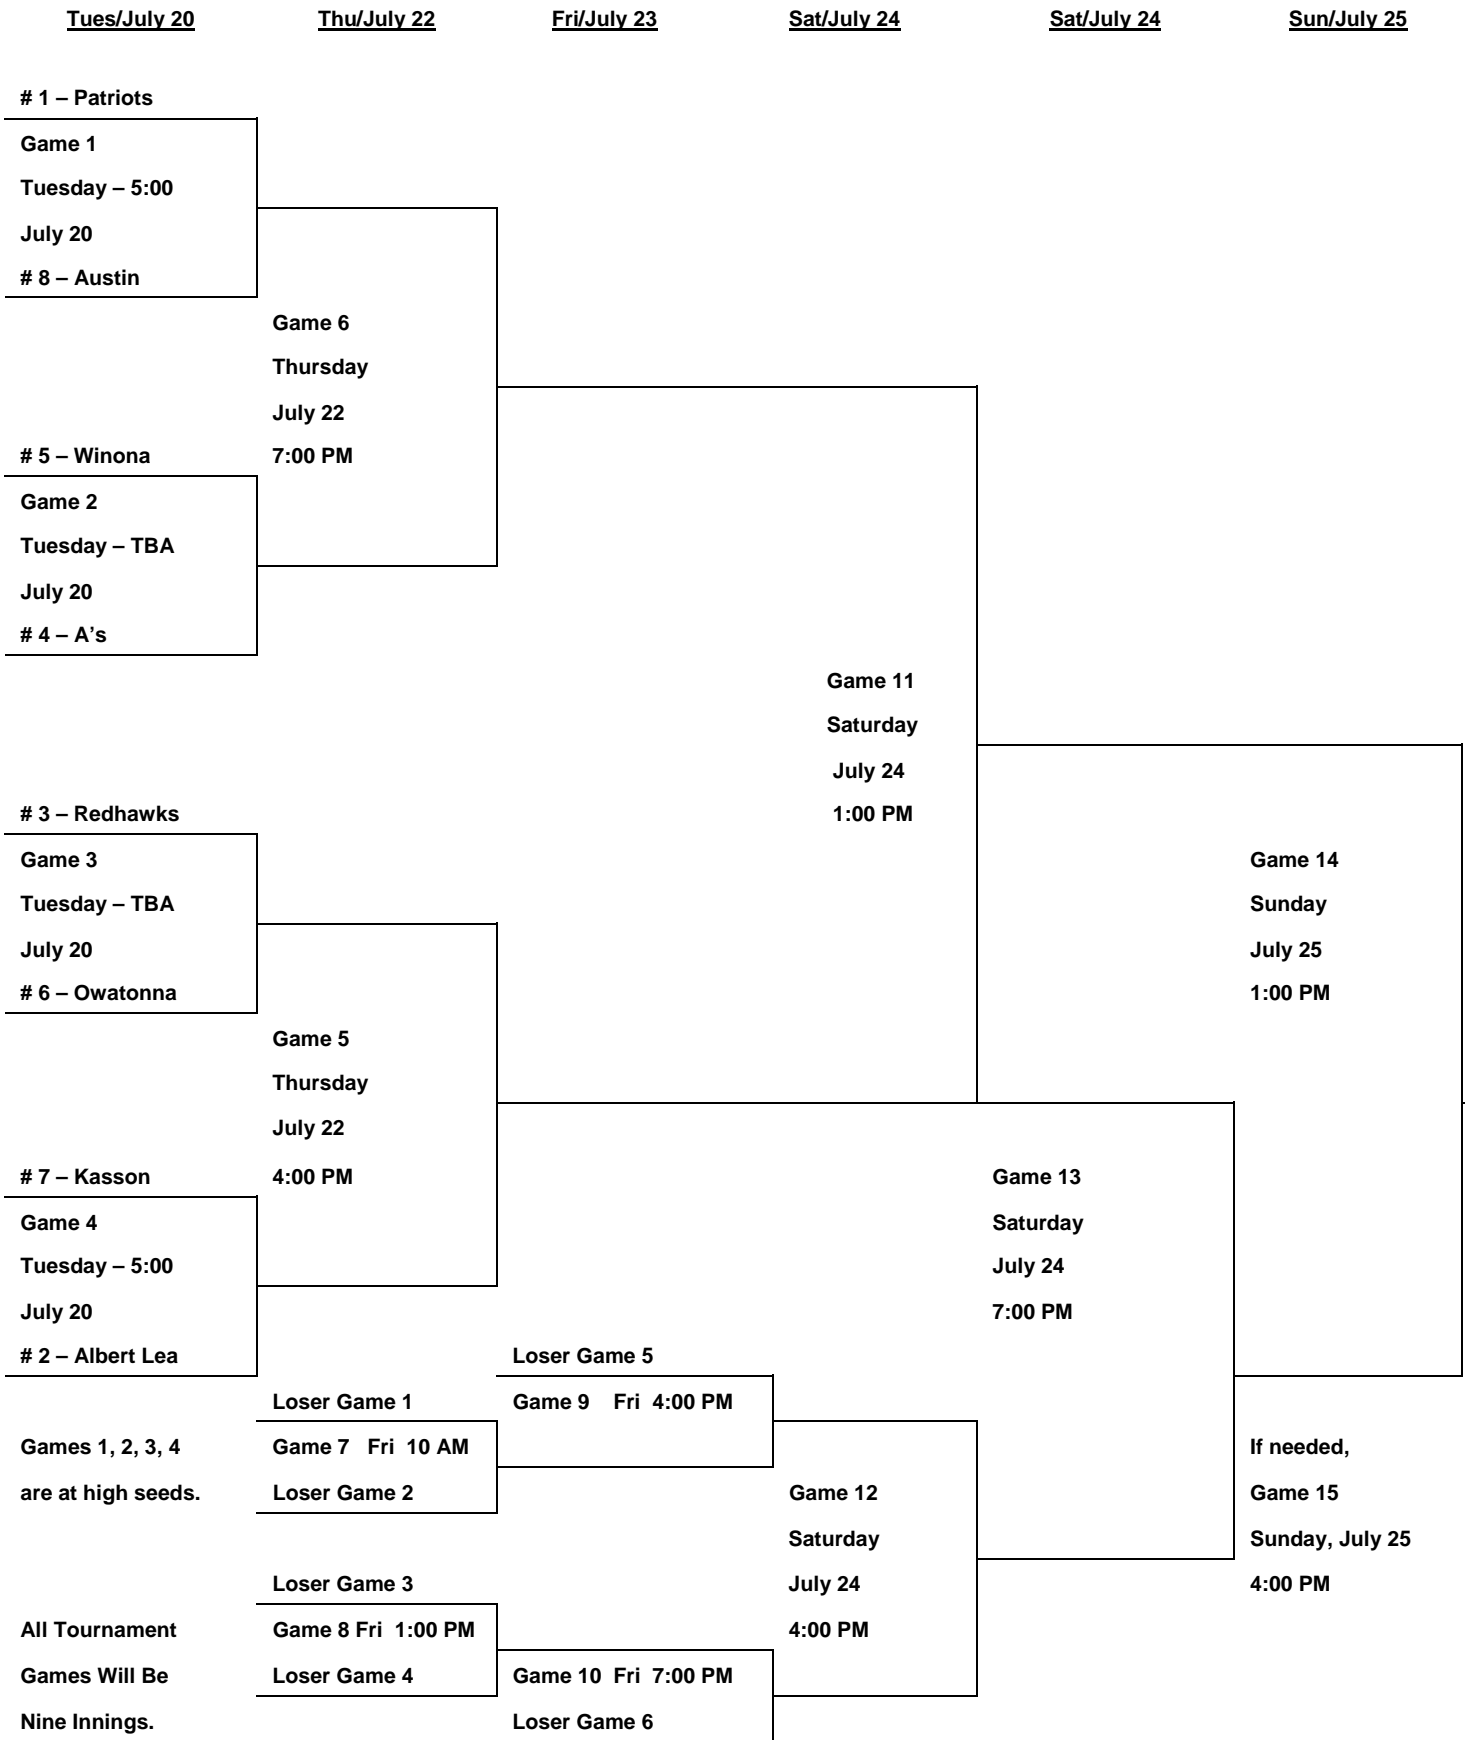 Tues/July 20 Thu/July 22 Fri/July 23 Sat/July 24 Sat/July 24 Sun/July 25
# 1 – Patriots
Game 1
Tuesday – 5:00
July 20
# 8 – Austin
Game 6
Thursday
July 22
# 5 – Winona 7:00 PM
Game 2
Tuesday – TBA
July 20
# 4 – A’s
Game 11
Saturday
July 24
# 3 – Redhawks 1:00 PM
Game 3 Game 14
Tuesday – TBA Sunday
July 20 July 25
# 6 – Owatonna 1:00 PM
Game 5
Thursday
July 22
# 7 – Kasson 4:00 PM Game 13
Game 4 Saturday
Tuesday – 5:00 July 24
July 20 7:00 PM
# 2 – Albert Lea Loser Game 5
Loser Game 1 Game 9 Fri 4:00 PM
Games 1, 2, 3, 4 Game 7 Fri 10 AM If needed,
are at high seeds. Loser Game 2 Game 12 Game 15
Saturday Sunday, July 25
Loser Game 3 July 24 4:00 PM
All Tournament Game 8 Fri 1:00 PM 4:00 PM
Games Will Be Loser Game 4 Game 10 Fri 7:00 PM
Nine Innings. Loser Game 6